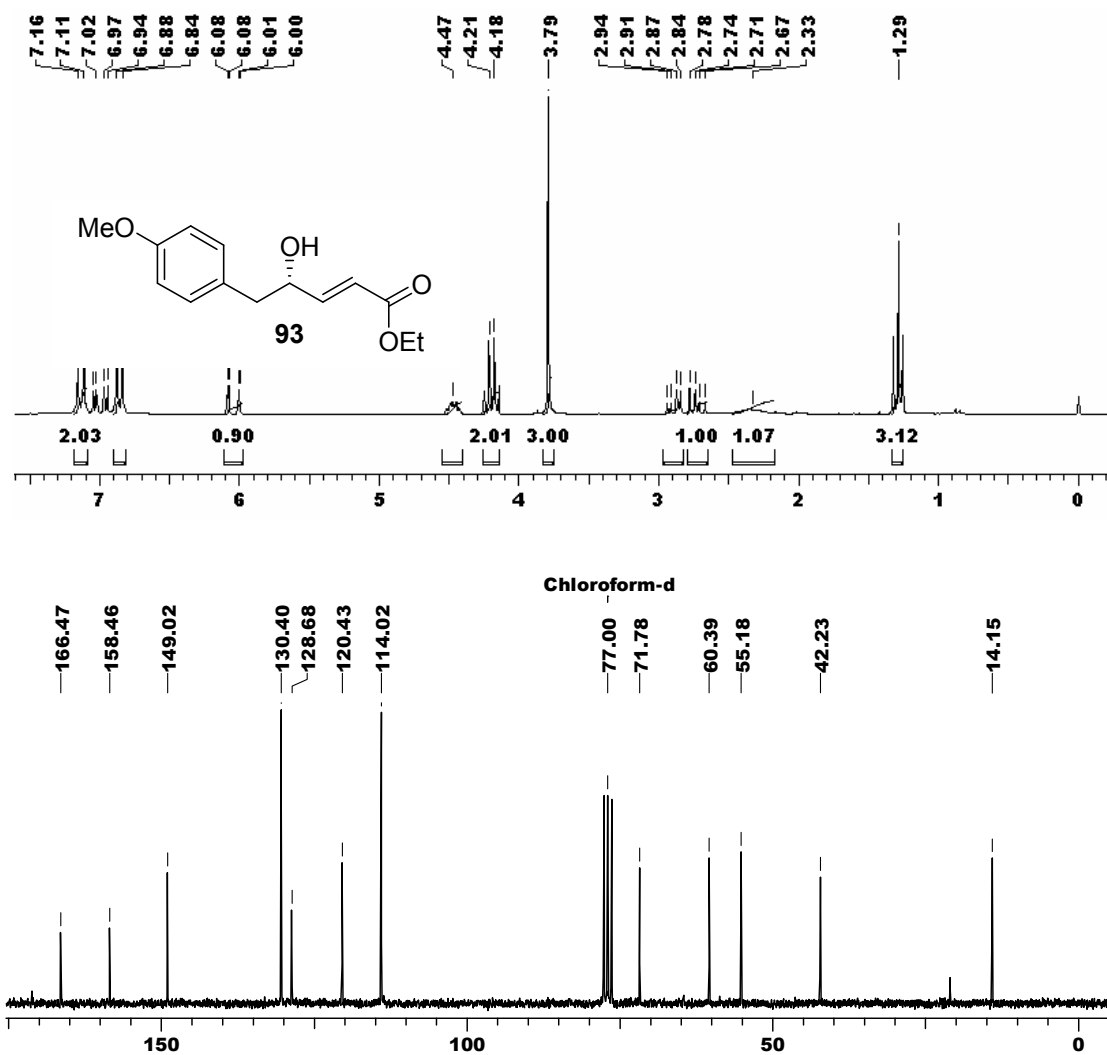 7.16 7.11 7.02 6.97 6.94 6.88 6.84 6.08 6.08 6.01 6.00 4.47 4.21 4.18 3.79 2.94 2.91 2.87 2.84 2.78 2.74 2.71 2.67 2.33 1.29
MeO
OH
O
OEt
93
2.03 0.90 2.01 3.00 1.00 1.07 3.12
7 6 5 4 3 2 1 0
Chloroform-d
166.47 158.46 149.02 130.40 128.68 120.43 114.02 77.00 71.78 60.39 55.18 42.23 14.15
150 100 50 0